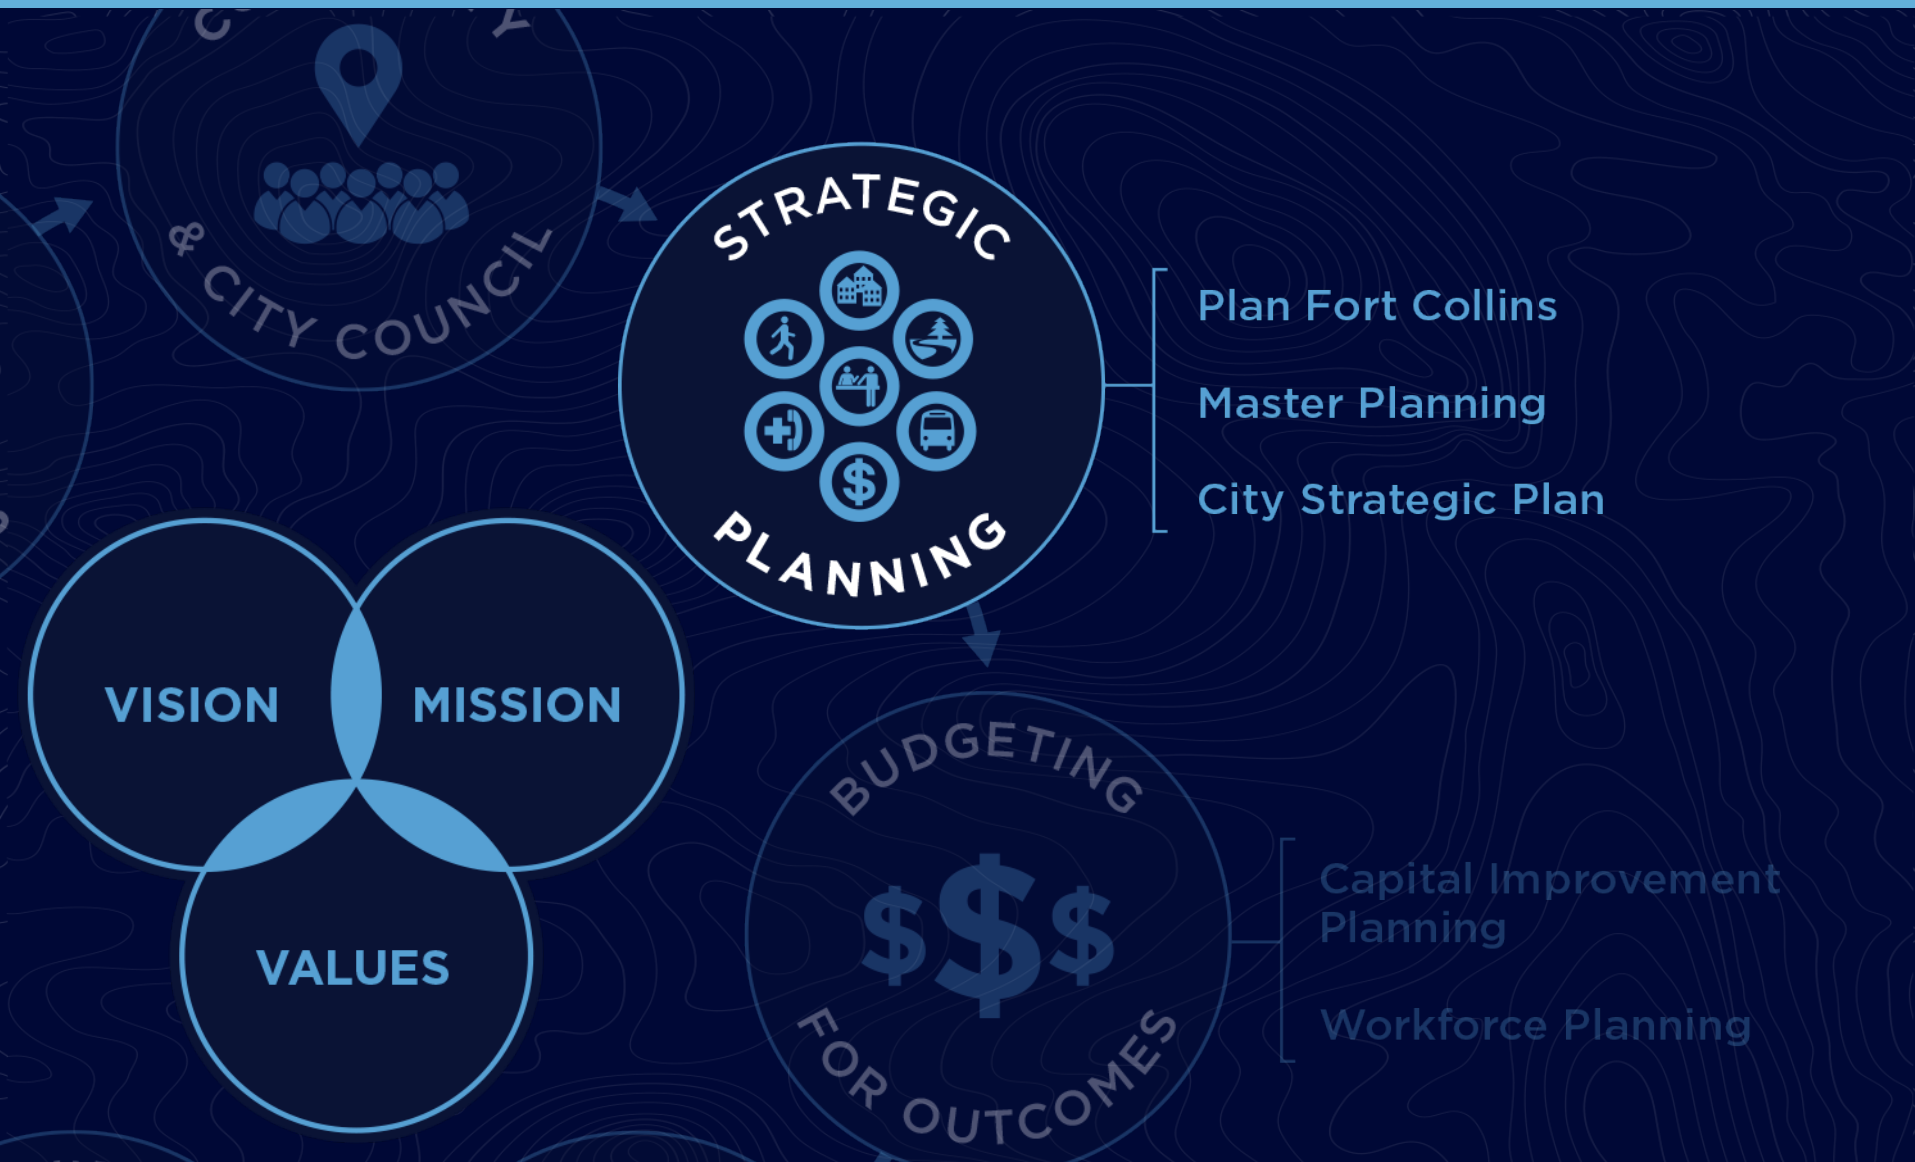 & CITY COUNCIL
STRATEGIC
PLANNING
Plan Fort Collins
Master Planning
City Strategic Plan
VISION
MISSION
VALUES
BUDGETING
FOR OUTCOMES
$$$
Capital Improvement
Planning
Workforce Planning